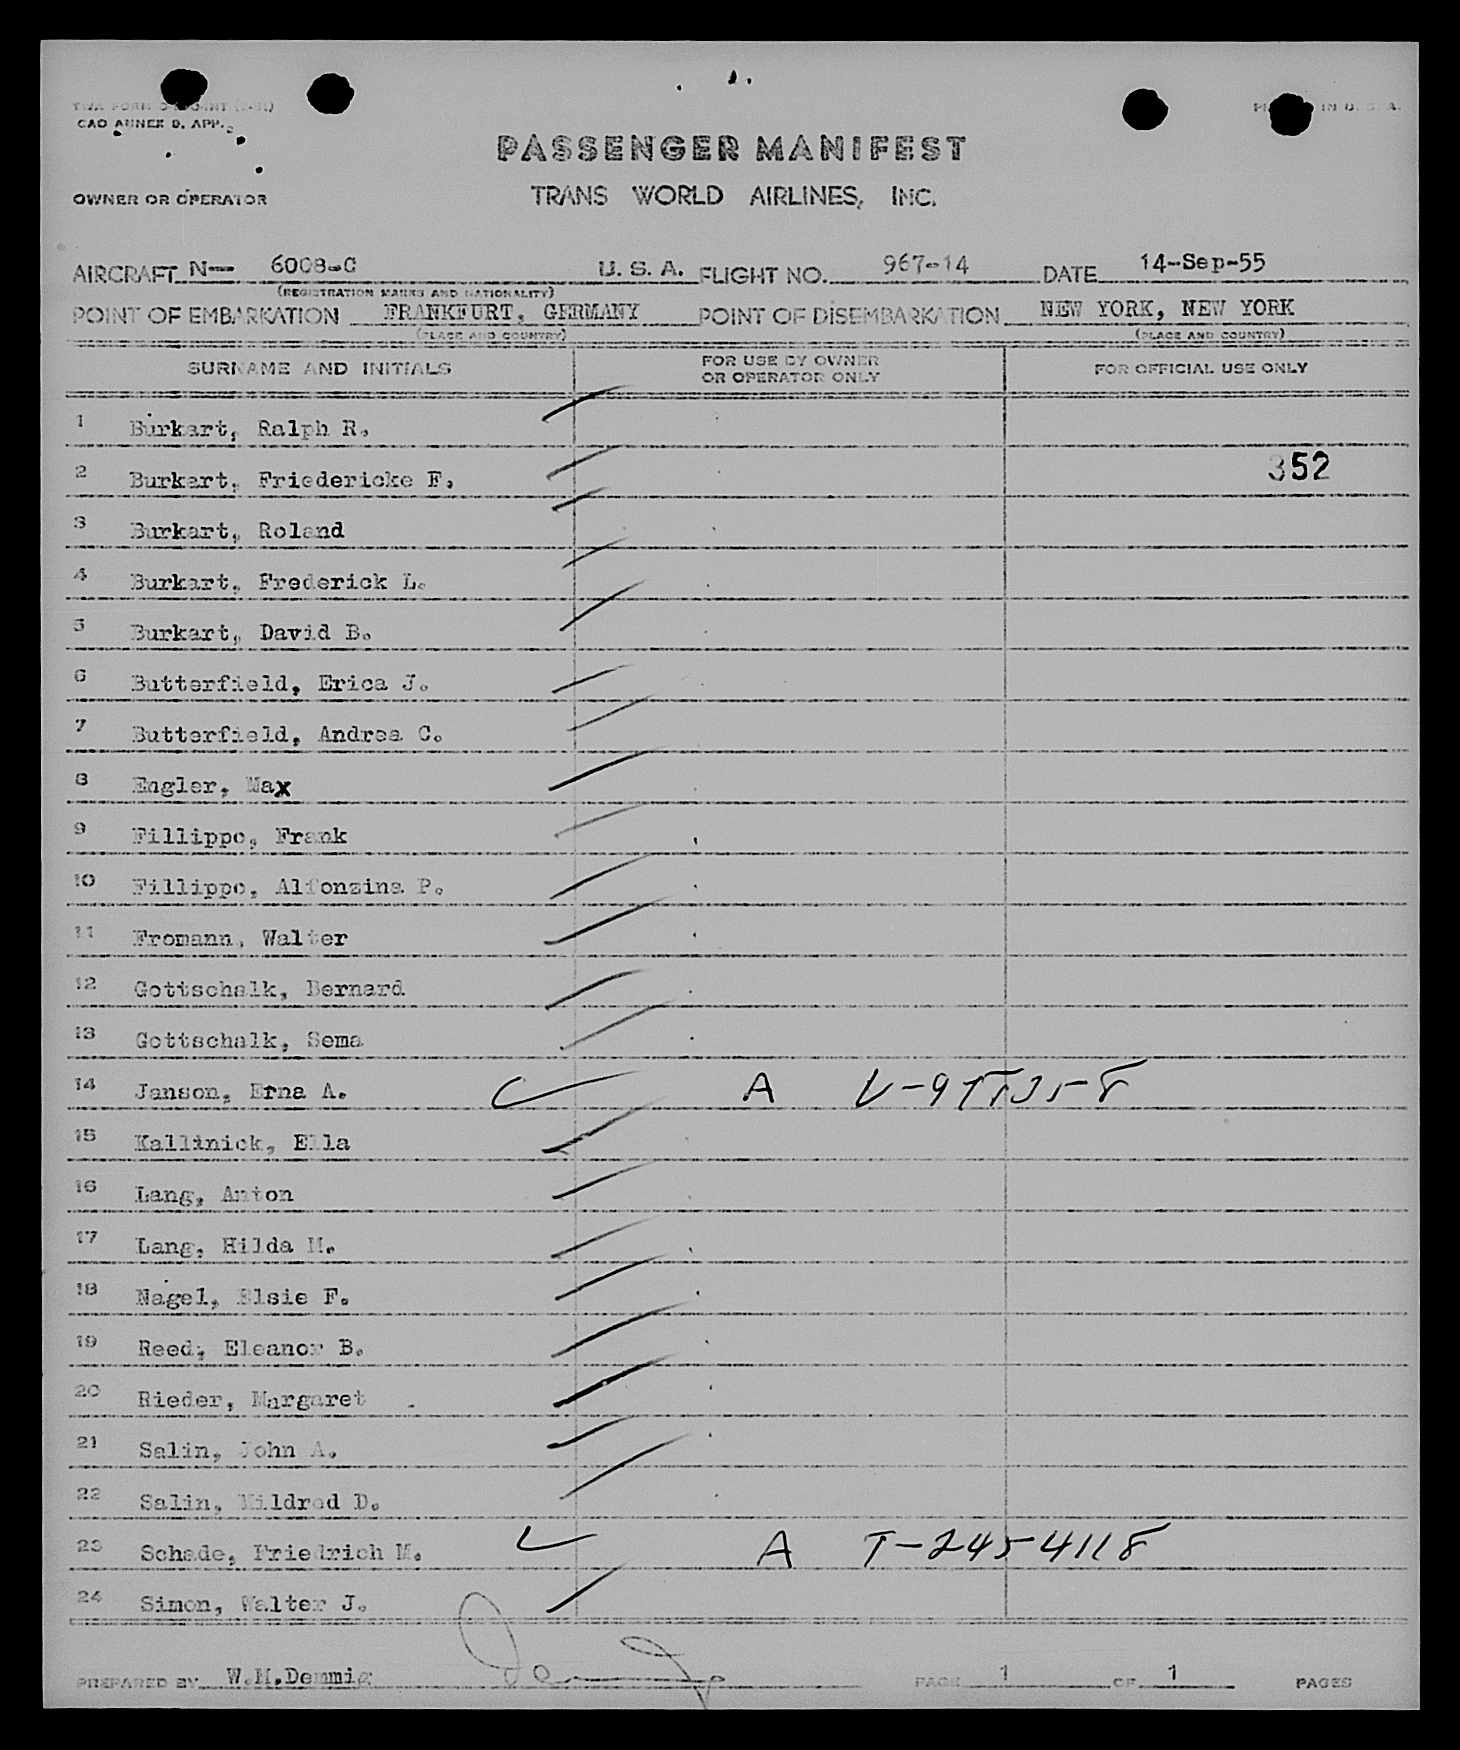 CAO ANNEX 9, APP.
PRINTED IN U. S. A.
PASSENGER MANIFEST
OWNER OR OPERATOR
TRANS WORLD AIRLINES, INC.
AIRCRAFT N-- 6008-C U. S. A. FLIGHT NO. 967-14 DATE 14-Sep-55
(REGISTRATION MARKS AND NATIONALITY)
POINT OF EMBARKATION FRANKFURT, GERMANY POINT OF DISEMBARKATION NEW YORK, NEW YORK
(PLACE AND COUNTRY) (PLACE AND COUNTRY)
SURNAME AND INITIALS FOR USE BY OWNER OR OPERATOR ONLY FOR OFFICIAL USE ONLY
1 Burkart, Ralph R.
2 Burkart, Friedericke F. 352
3 Burkart, Roland
4 Burkart, Frederick L.
5 Burkart, David B.
6 Butterfield, Erica J.
7 Butterfield, Andrea C.
8 Engler, Max
9 Fillippo, Frank
10 Fillippo, Alfonzina P.
11 Fromann, Walter
12 Gottschalk, Bernard
13 Gottschalk, Sema
14 Janson, Erna A. A
15 Kallinick, Ella
16 Lang, Anton
17 Lang, Hilda M.
18 Nagel, Elsie F.
19 Reed, Eleanor B.
20 Rieder, Margaret
21 Salin, John A.
22 Salin, Mildred D.
23 Schade, Friedrich M. A T-2454118
24 Simon, Walter J.
PREPARED BY W.M.Demmig PAGE 1 OF 1 PAGES